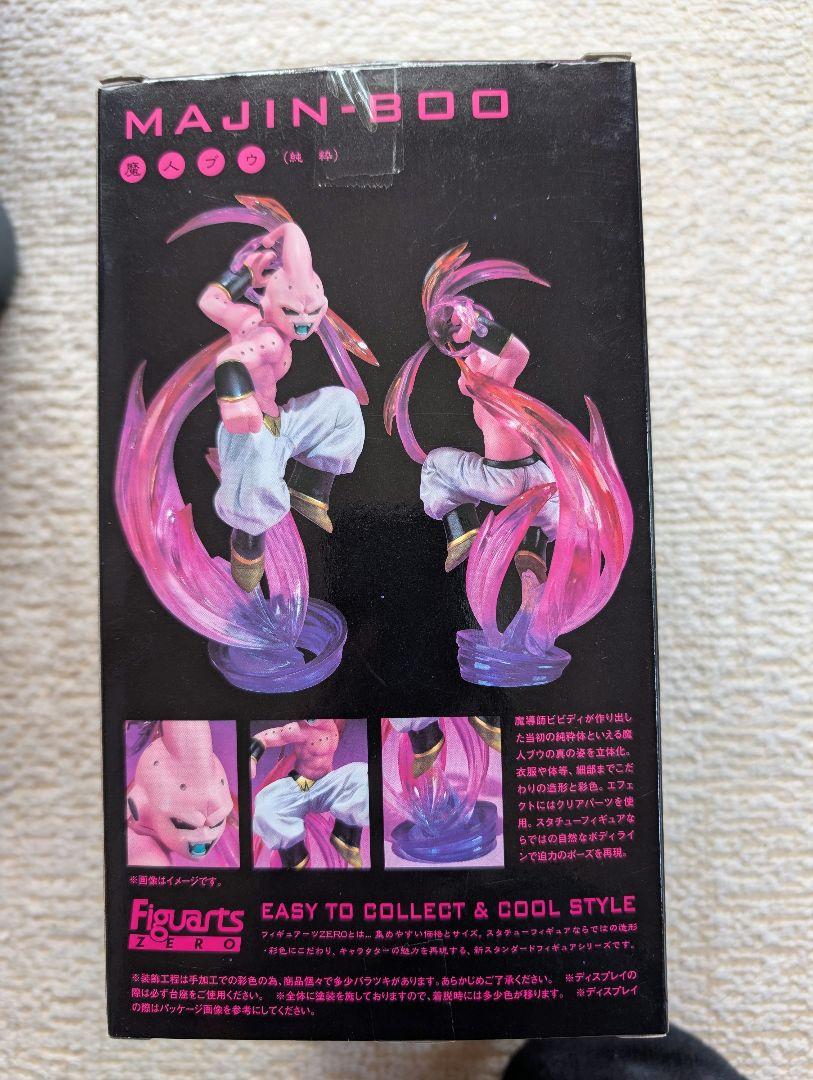 MAJIN-BOO
魔人ブウ (純粋)
魔導師ビビディが作り出し
た当初の純粋体といえる魔
人ブウの真の姿を立体化。
衣服や体等、細部までこだ
わりの造形と彩色。エフェ
クトにはクリアパーツを使
用。スタチューフィギュアな
らではの自然なボディライ
ンで迫力のポーズを再現。
※画像はイメージです。
Figuarts
ZERO
EASY TO COLLECT & COOL STYLE
フィギュアーツZEROとは… 集めやすい価格とサイズ。スタチューフィギュアならではの造形
・彩色にこだわり、キャラクターの魅力を再現する、新スタンダードフィギュアシリーズです。
※装飾工程は手加工での彩色の為、商品個々で多少バラツキがあります。あらかじめご了承ください。 ※ディスプレイの
際は必ず台座をご使用ください。 ※全体に塗装を施しておりますので、着脱時には多少色が移ります。 ※ディスプレイ
の際はパッケージ画像を参考にしてください。